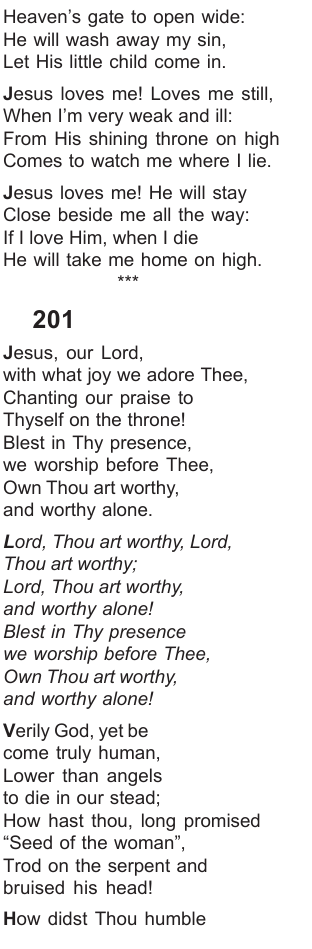 Heaven’s gate to open wide:
He will wash away my sin,
Let His little child come in.
Jesus loves me! Loves me still,
When I’m very weak and ill:
From His shining throne on high
Comes to watch me where I lie.
Jesus loves me! He will stay
Close beside me all the way:
If I love Him, when I die
He will take me home on high.
***
201
Jesus, our Lord,
with what joy we adore Thee,
Chanting our praise to
Thyself on the throne!
Blest in Thy presence,
we worship before Thee,
Own Thou art worthy,
and worthy alone.
Lord, Thou art worthy, Lord,
Thou art worthy;
Lord, Thou art worthy,
and worthy alone!
Blest in Thy presence
we worship before Thee,
Own Thou art worthy,
and worthy alone!
Verily God, yet be
come truly human,
Lower than angels
to die in our stead;
How hast thou, long promised
“Seed of the woman”,
Trod on the serpent and
bruised his head!
How didst Thou humble